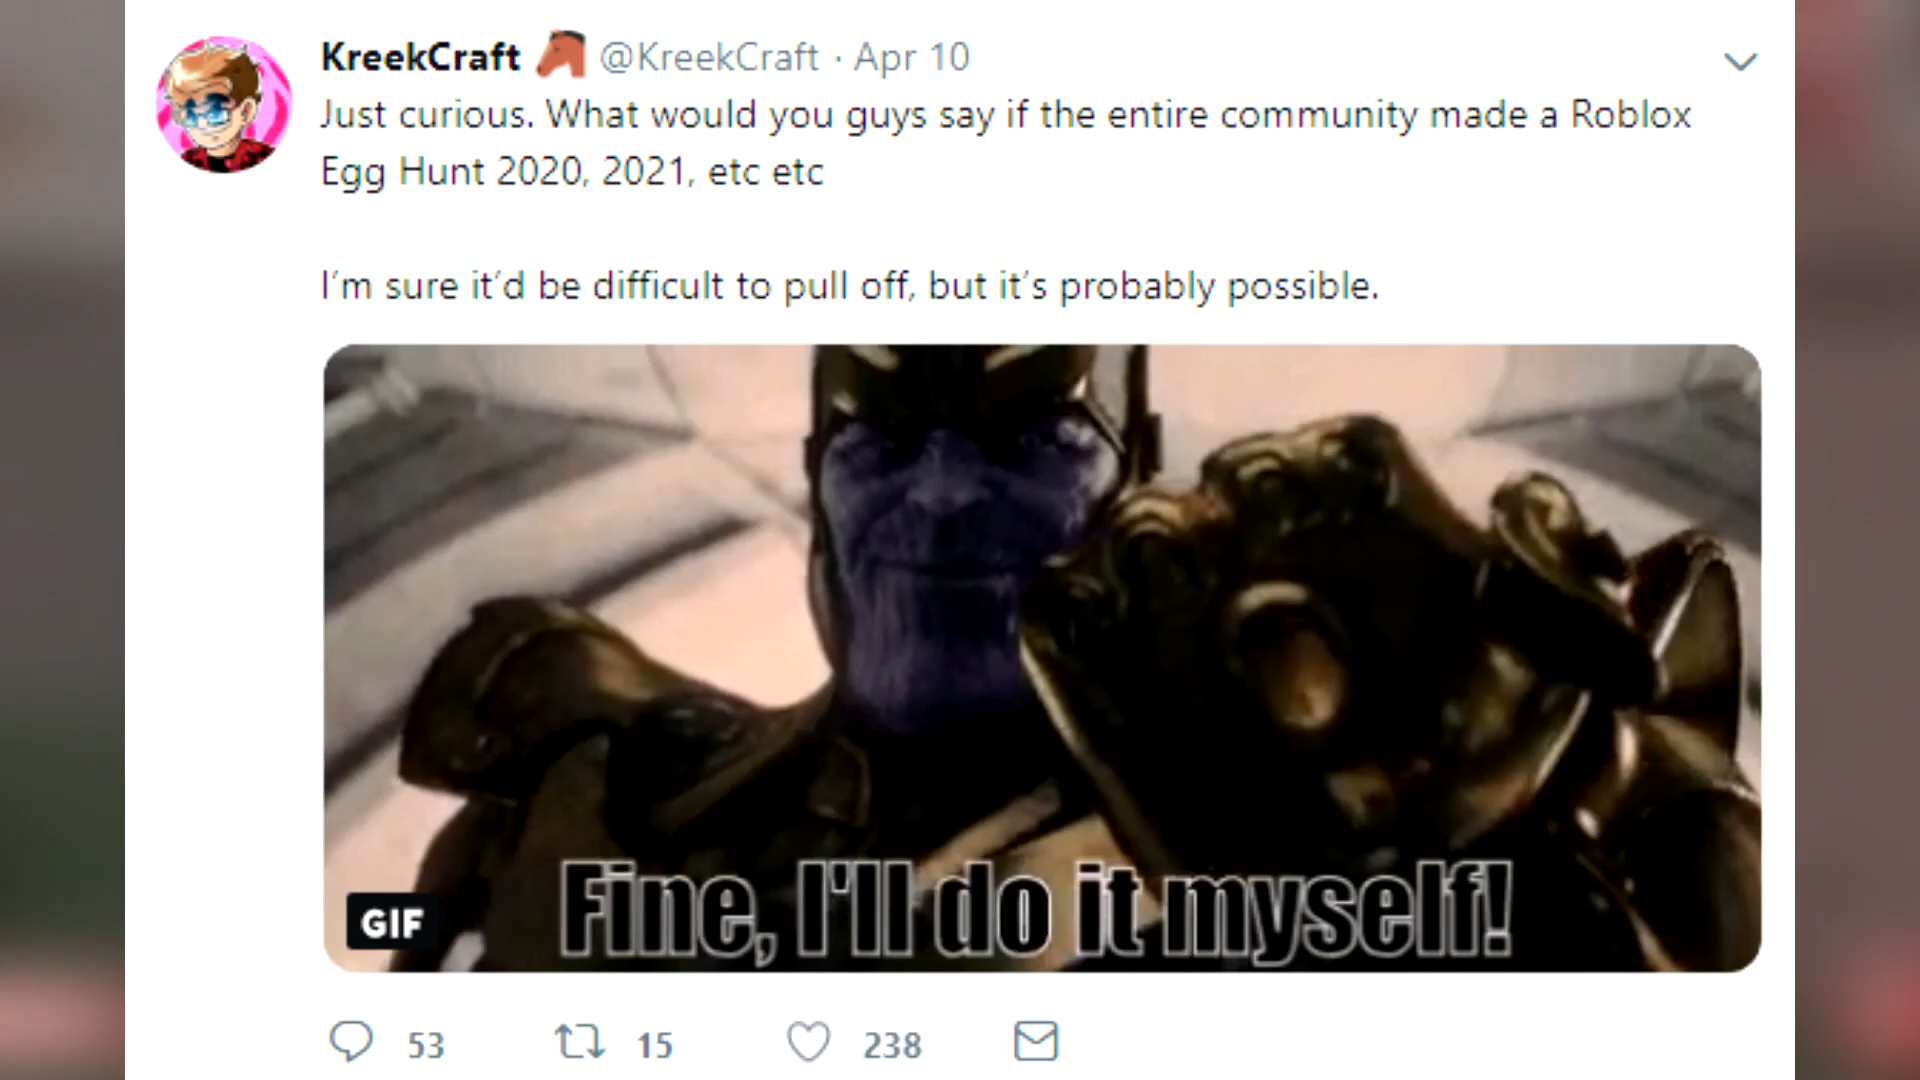 KreekCraft 🐴 @KreekCraft · Apr 10
Just curious. What would you guys say if the entire community made a Roblox
Egg Hunt 2020, 2021, etc etc
I'm sure it'd be difficult to pull off, but it's probably possible.
Fine, I'll do it myself!
GIF
53 15 238